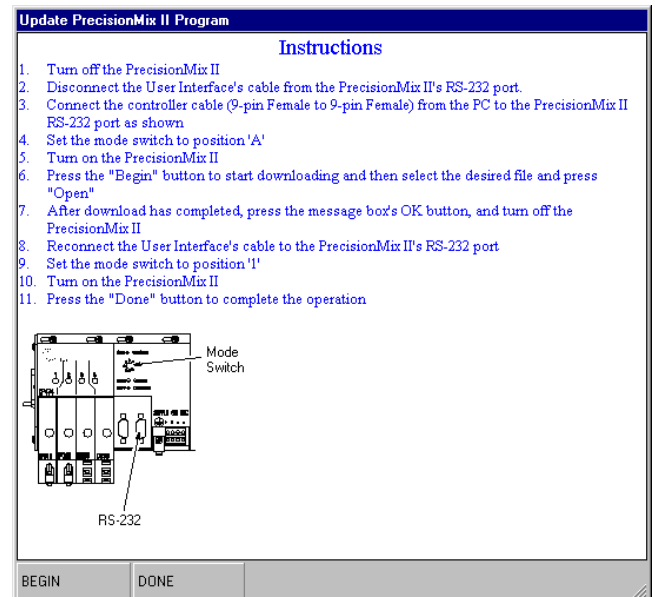 Update PrecisionMix II Program
Instructions
1. Turn off the PrecisionMix II
2. Disconnect the User Interface's cable from the PrecisionMix II's RS-232 port.
3. Connect the controller cable (9-pin Female to 9-pin Female) from the PC to the PrecisionMix II
RS-232 port as shown
4. Set the mode switch to position 'A'
5. Turn on the PrecisionMix II
6. Press the "Begin" button to start downloading and then select the desired file and press
"Open"
7. After download has completed, press the message box's OK button, and turn off the
PrecisionMix II
8. Reconnect the User Interface's cable to the PrecisionMix II's RS-232 port
9. Set the mode switch to position '1'
10. Turn on the PrecisionMix II
11. Press the "Done" button to complete the operation
Mode
Switch
RS-232
BEGIN DONE